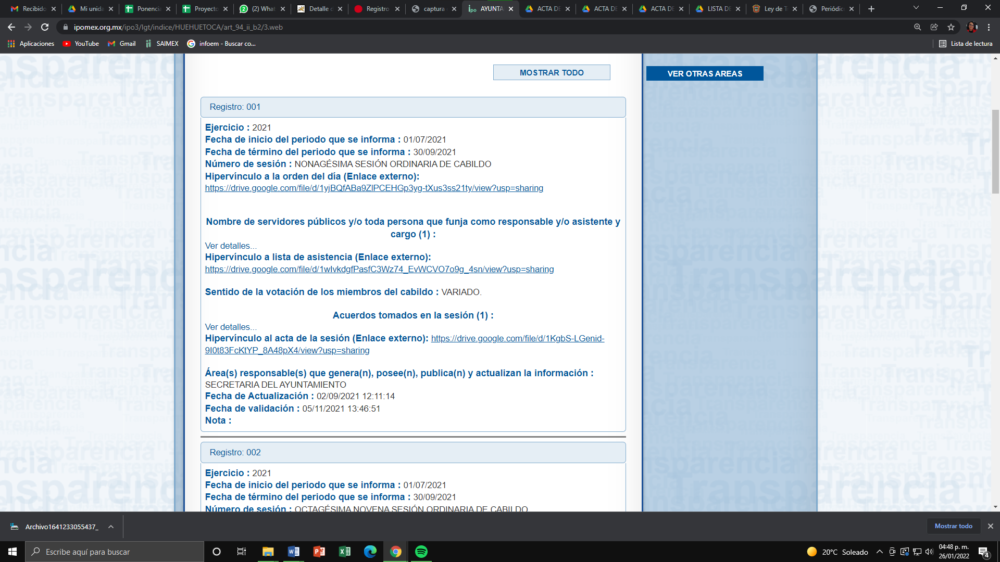 Recibido
Mi unida
Ponencia
Proyecto
(2) What
Detalle d
Registro
captura
AYUNTA
ACTA DE
ACTA DE
ACTA DE
LISTA DE
Ley de T
Periódic
ipomex.org.mx/ipo3/lgt/indice/HUEHUETOCA/art_94_ii_b2/3.web
Aplicaciones
YouTube
Gmail
SAIMEX
infoem - Buscar co...
Lista de lectura
MOSTRAR TODO
VER OTRAS AREAS
Registro: 001
Ejercicio : 2021
Fecha de inicio del periodo que se informa : 01/07/2021
Fecha de término del periodo que se informa : 30/09/2021
Número de sesión : NONAGÉSIMA SESIÓN ORDINARIA DE CABILDO
Hipervínculo a la orden del día (Enlace externo):
https://drive.google.com/file/d/1yjBQfABa9ZlPCEHGp3yg-tXus3ss21ty/view?usp=sharing
Nombre de servidores públicos y/o toda persona que funja como responsable y/o asistente y
cargo (1) :
Ver detalles...
Hipervínculo a lista de asistencia (Enlace externo):
https://drive.google.com/file/d/1wIvkdgfPasfC3Wz74_EvWCVO7o9g_4sn/view?usp=sharing
Sentido de la votación de los miembros del cabildo : VARIADO.
Acuerdos tomados en la sesión (1) :
Ver detalles...
Hipervínculo al acta de la sesión (Enlace externo): https://drive.google.com/file/d/1KgbS-LGenid-
9I0t83FcKtYP_8A48pX4/view?usp=sharing
Área(s) responsable(s) que genera(n), posee(n), publica(n) y actualizan la información :
SECRETARIA DEL AYUNTAMIENTO
Fecha de Actualización : 02/09/2021 12:11:14
Fecha de validación : 05/11/2021 13:46:51
Nota :
Registro: 002
Ejercicio : 2021
Fecha de inicio del periodo que se informa : 01/07/2021
Fecha de término del periodo que se informa : 30/09/2021
Número de sesión : OCTAGÉSIMA NOVENA SESIÓN ORDINARIA DE CABILDO
Archivo1641233055437_
Mostrar todo
Escribe aquí para buscar
20°C Soleado
04:48 p. m.
26/01/2022
4